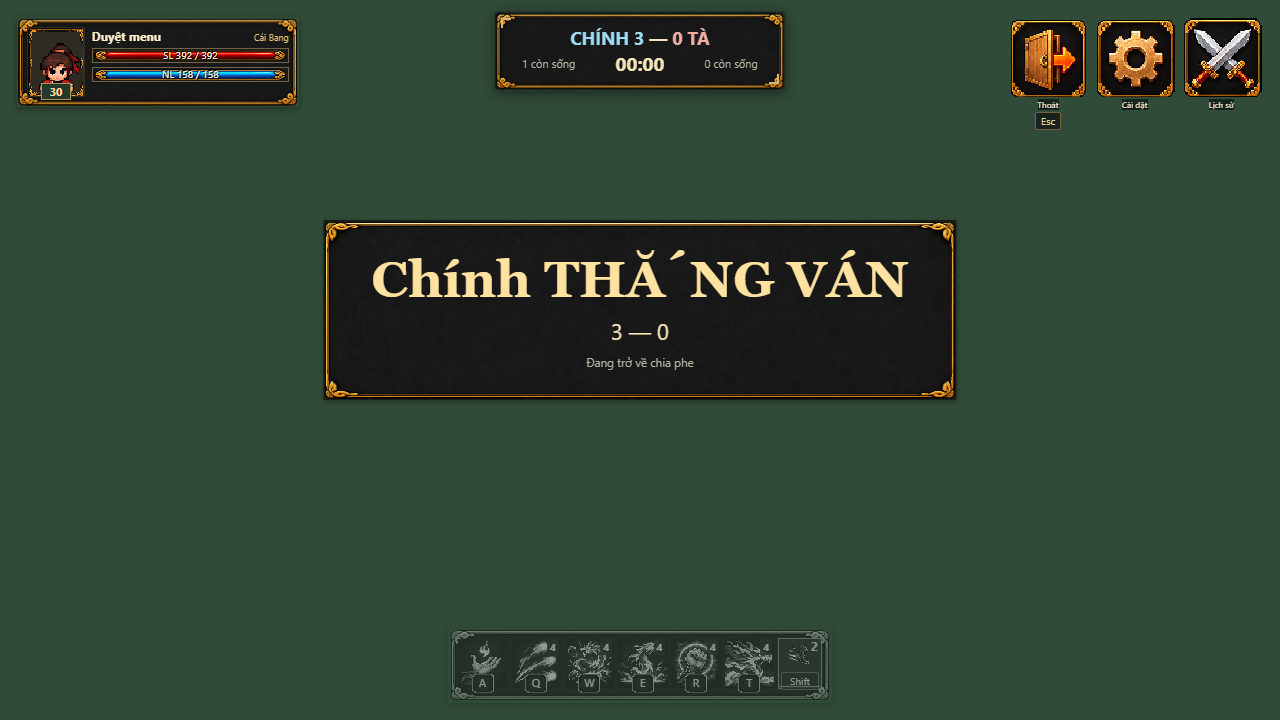 Duyệt menu
Cái Bang
SL 392 / 392
NL 158 / 158
30
CHÍNH 3 — 0 TÀ
1 còn sống
00:00
0 còn sống
Thoát
Esc
Cài đặt
Lịch sử
Chính THẮNG VÁN
3 — 0
Đang trở về chia phe
A
4
Q
4
W
4
E
4
R
4
T
2
Shift